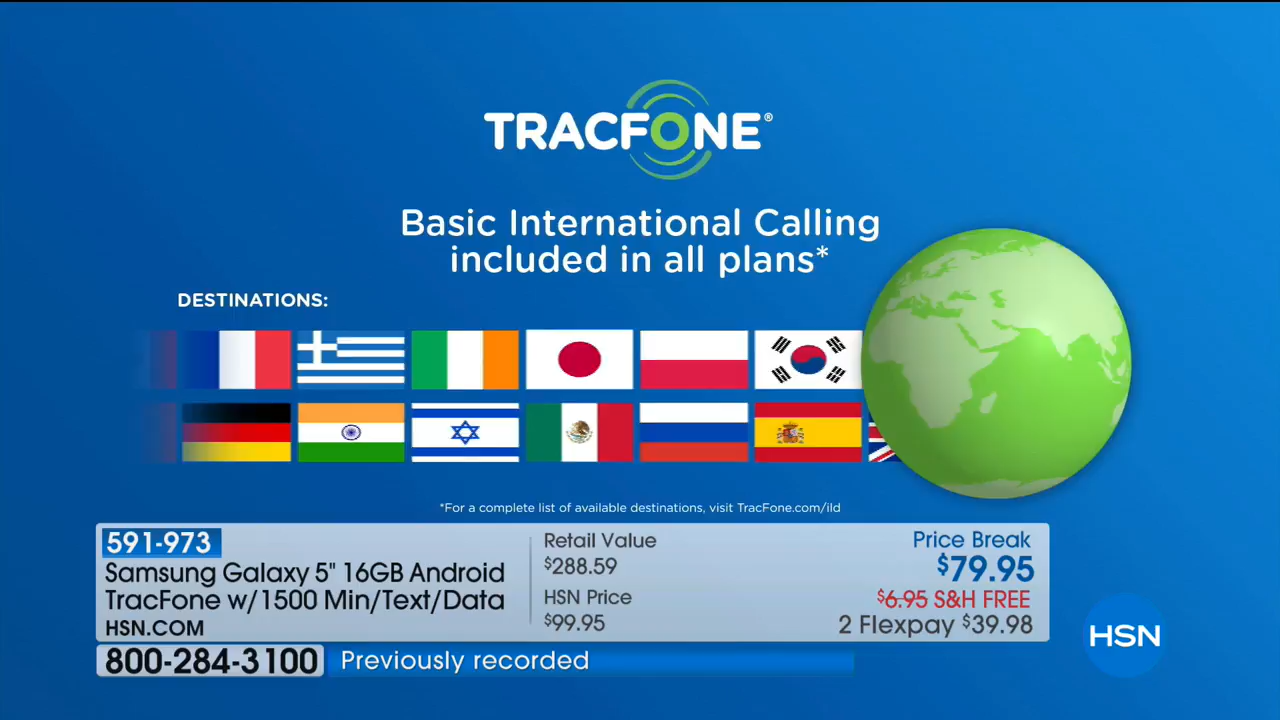 TRACFONE®
Basic International Calling
included in all plans*
DESTINATIONS:
*For a complete list of available destinations, visit TracFone.com/ild
591-973
Samsung Galaxy 5" 16GB Android
TracFone w/1500 Min/Text/Data
HSN.COM
Retail Value
$288.59
HSN Price
$99.95
Price Break
$79.95
$6.95 S&H FREE
2 Flexpay $39.98
HSN
800-284-3100
Previously recorded